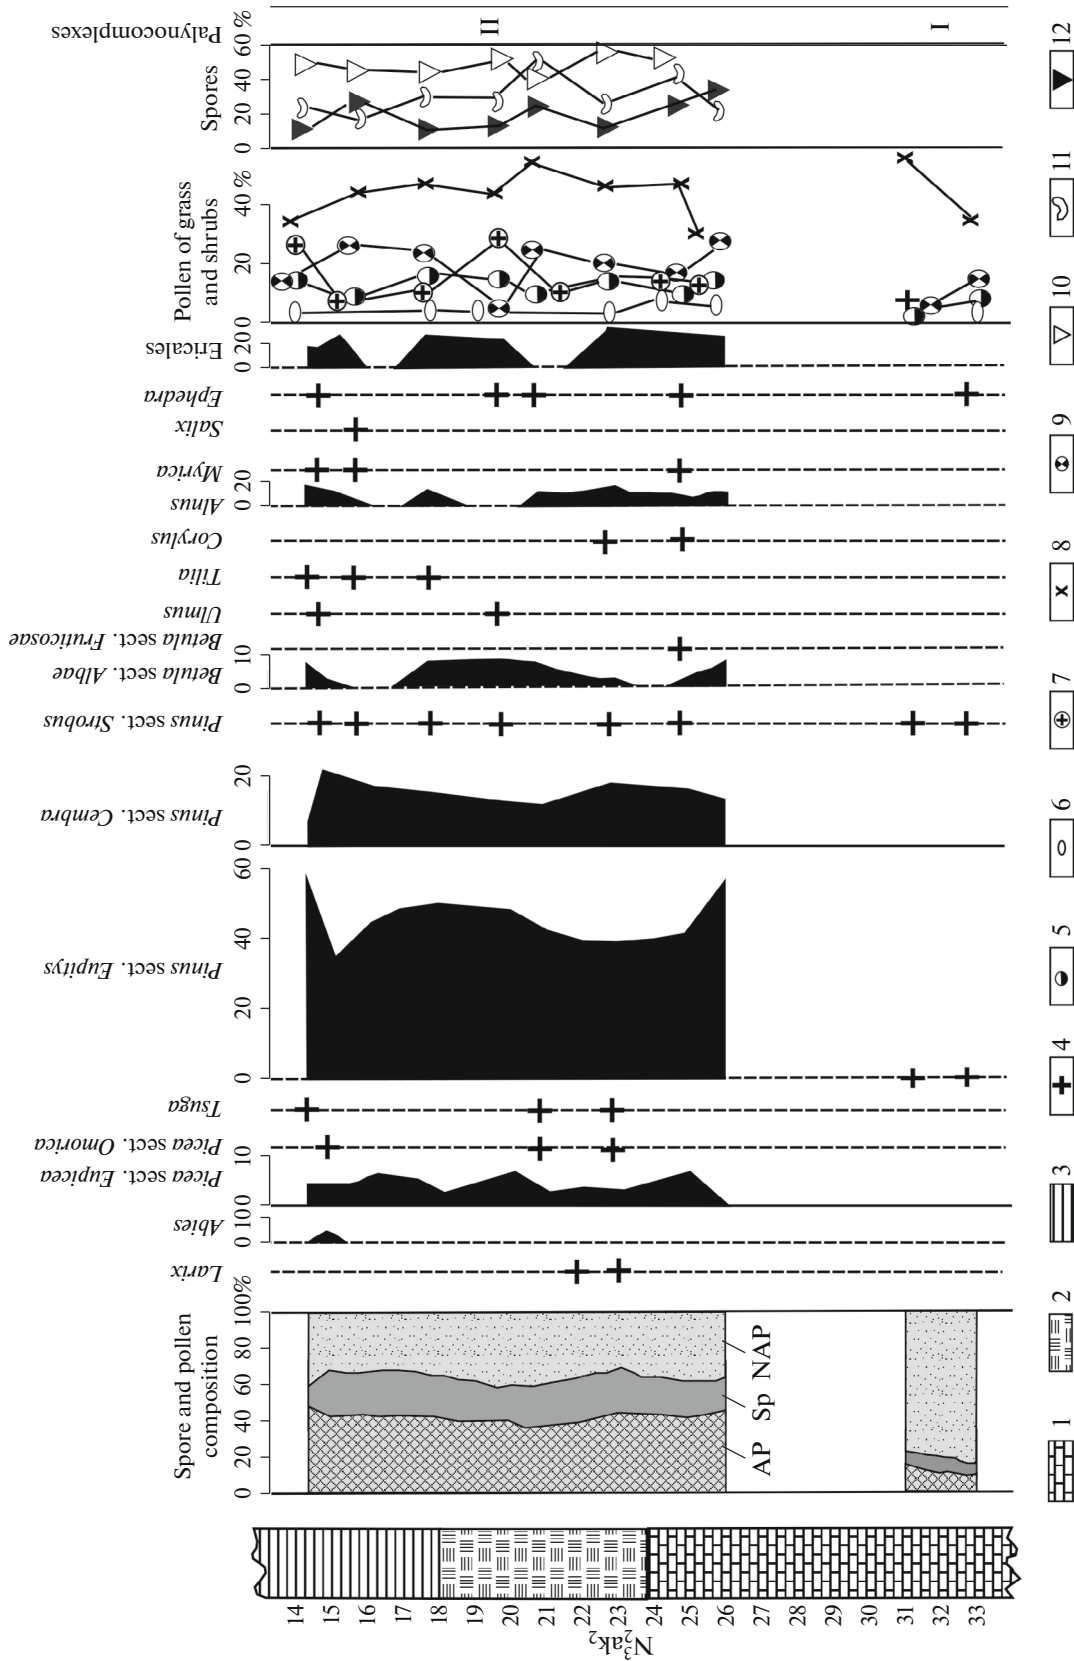 Spore and pollen
composition
0 20 40 60 80 100%
AP Sp NAP
Larix
Abies
0 10
Picea sect. Eupicea
0 10
Picea sect. Omorica
Tsuga
Pinus sect. Eupitys
0 20 40 60
Pinus sect. Cembra
0 20
Pinus sect. Strobus
Betula sect. Albae
0 10
Betula sect. Fruticosae
Ulmus
Tilia
Corylus
Alnus
0 20
Myrica
Salix
Ephedra
Ericales
0 20
Pollen of grass
and shrubs
0 20 40 %
Spores
0 20 40 60 %
Palynocomplexes
II
I
N₂³ak₂
14
15
16
17
18
19
20
21
22
23
24
25
26
27
28
29
30
31
32
33
1 2 3 4 5 6 7 8 9 10 11 12